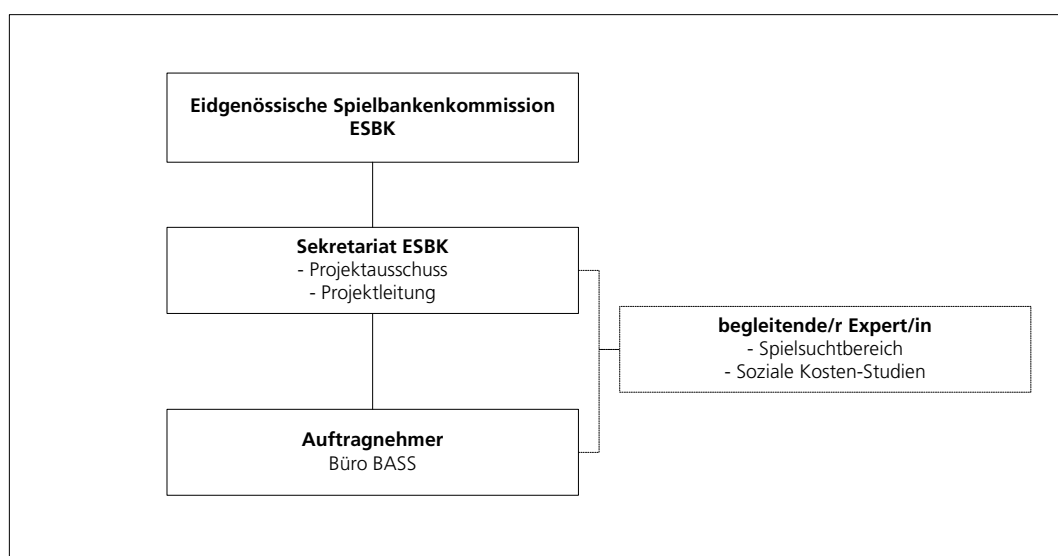 Eidgenössische Spielbankenkommission
ESBK
Sekretariat ESBK
- Projektausschuss
- Projektleitung
begleitende/r Expert/in
- Spielsuchtbereich
- Soziale Kosten-Studien
Auftragnehmer
Büro BASS